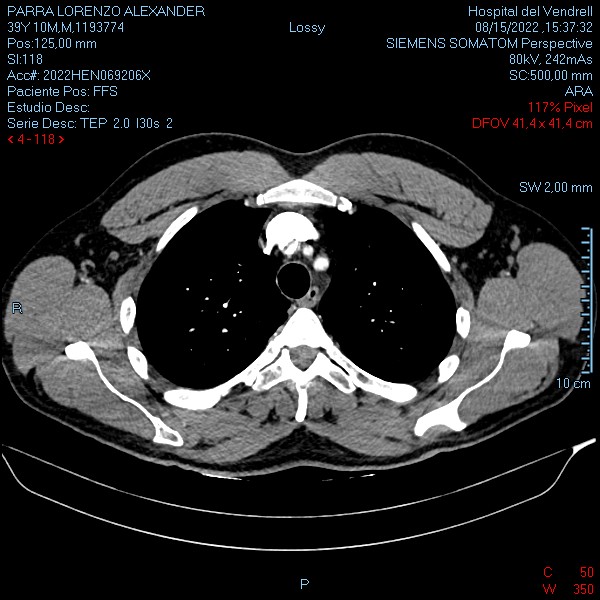 PARRA LORENZO ALEXANDER
39Y 10M,M,1193774
Pos:125,00 mm
SI:118
Acc#: 2022HEN069206X
Paciente Pos: FFS
Estudio Desc:
Serie Desc: TEP 2.0 I30s 2
< 4 - 118 >
Lossy
Hospital del Vendrell
08/15/2022 ,15:37:32
SIEMENS SOMATOM Perspective
80kV, 242mAs
SC:500,00 mm
ARA
117% Pixel
DFOV 41,4 x 41,4 cm
SW 2,00 mm
R
10 cm
P
C 50
W 350